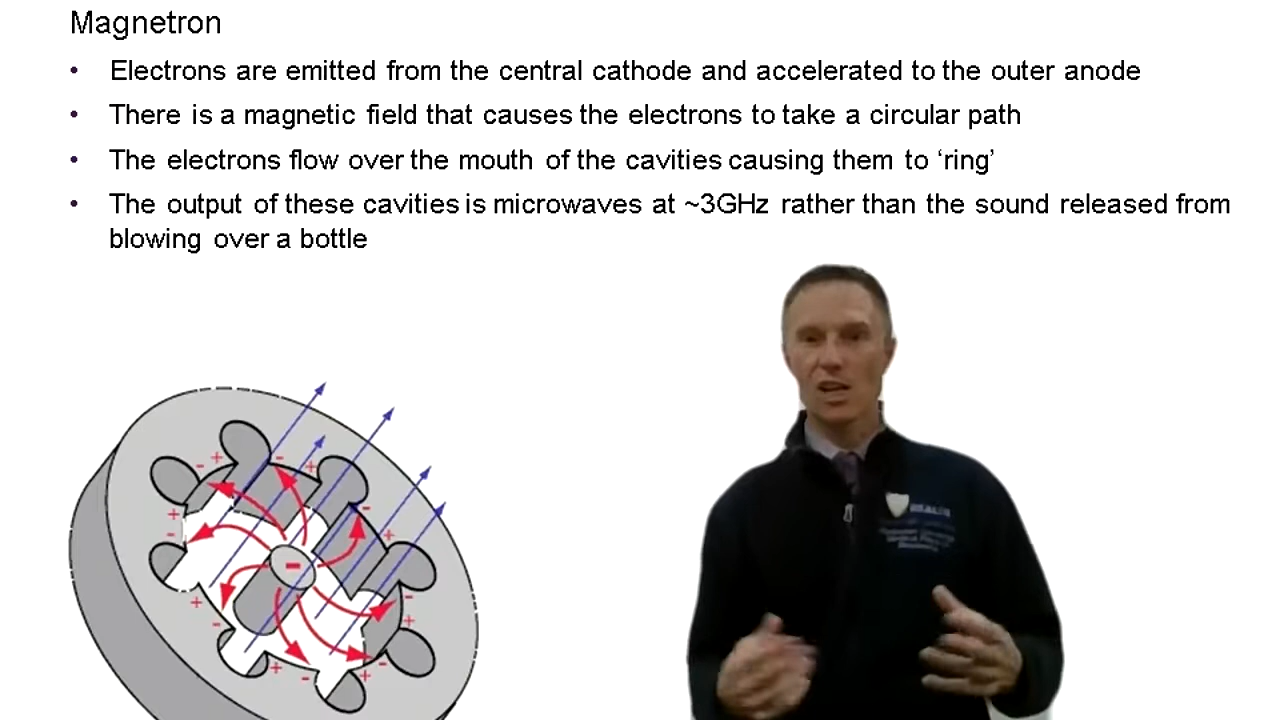 Magnetron
• Electrons are emitted from the central cathode and accelerated to the outer anode
• There is a magnetic field that causes the electrons to take a circular path
• The electrons flow over the mouth of the cavities causing them to ‘ring’
• The output of these cavities is microwaves at ~3GHz rather than the sound released from
blowing over a bottle
HEALTH